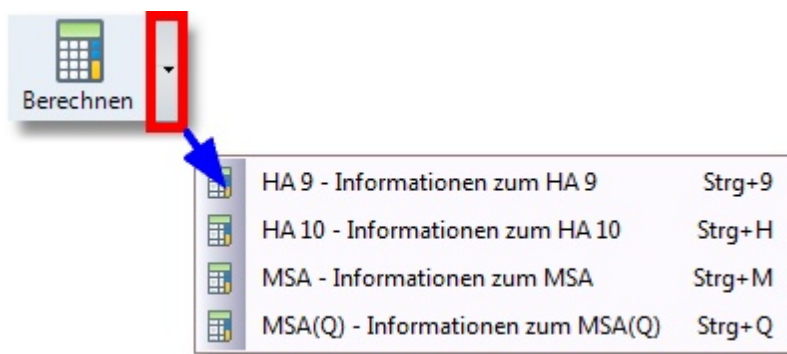 Berechnen
HA 9 - Informationen zum HA 9 Strg+9
HA 10 - Informationen zum HA 10 Strg+H
MSA - Informationen zum MSA Strg+M
MSA(Q) - Informationen zum MSA(Q) Strg+Q